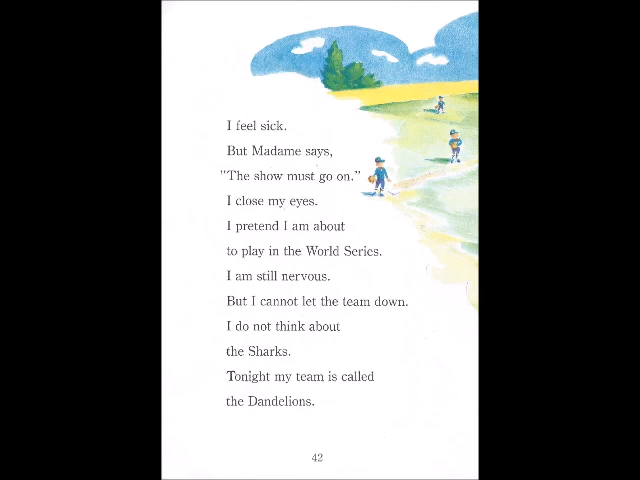 I feel sick.
But Madame says,
"The show must go on."
I close my eyes.
I pretend I am about
to play in the World Series.
I am still nervous.
But I cannot let the team down.
I do not think about
the Sharks.
Tonight my team is called
the Dandelions.
42